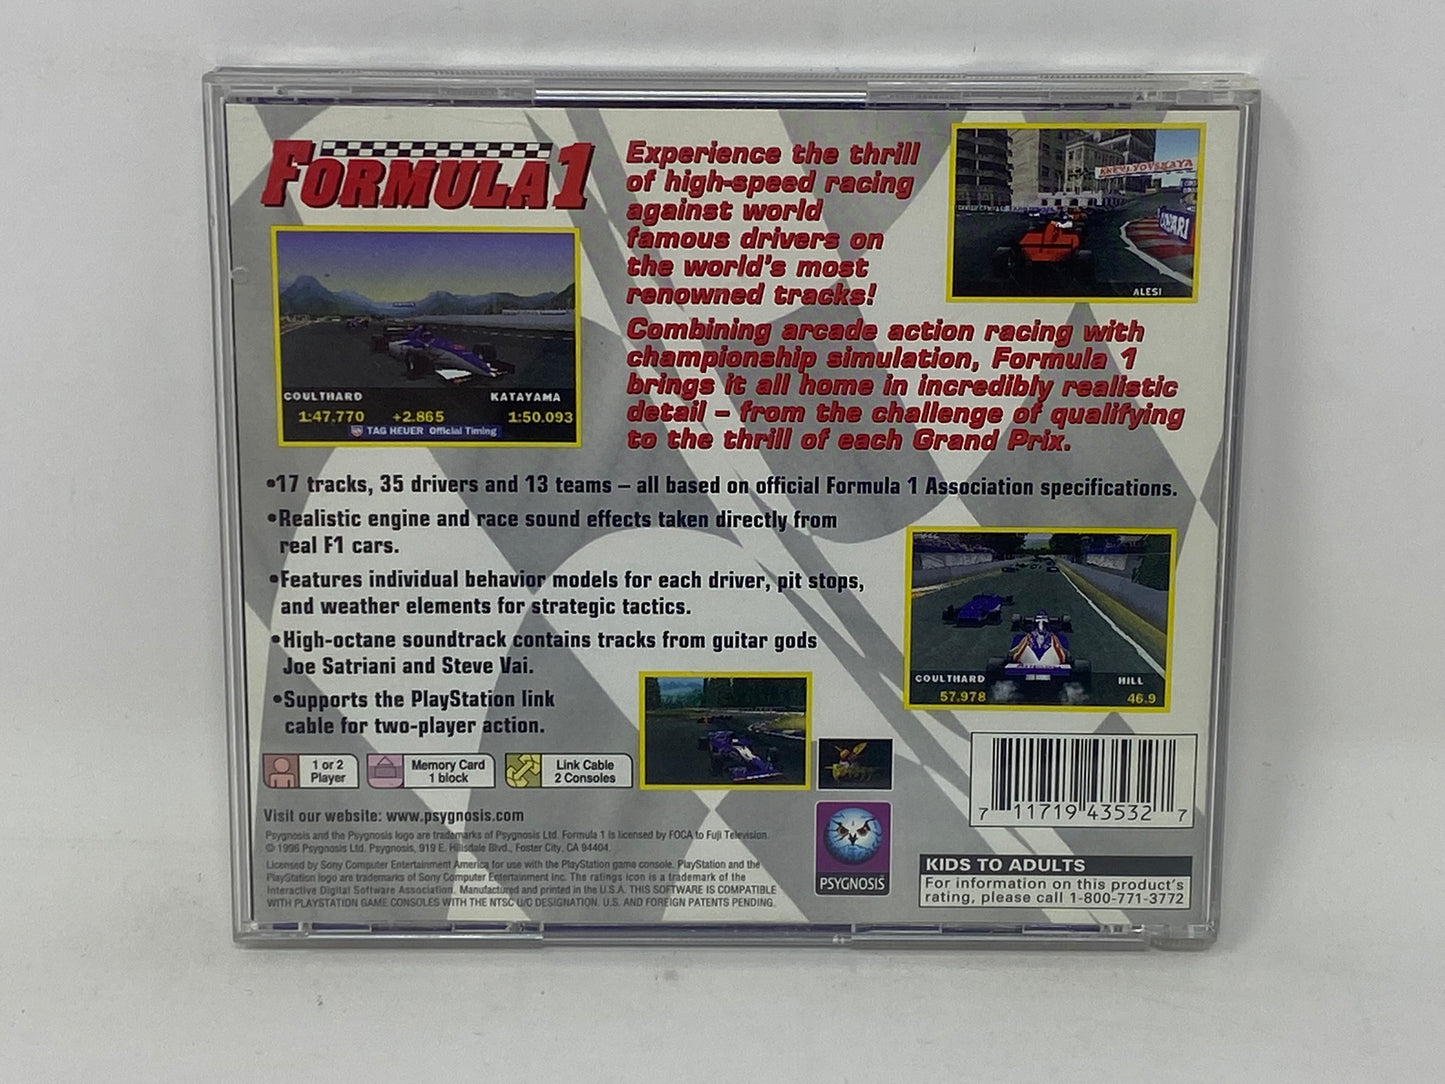 FORMULA 1
Experience the thrill
of high-speed racing
against world
famous drivers on
the world's most
renowned tracks!
ALESI
Combining arcade action racing with
championship simulation, Formula 1
brings it all home in incredibly realistic
detail – from the challenge of qualifying
to the thrill of each Grand Prix.
COULTHARD KATAYAMA
1:47.770 +2.865 1:50.093
TAG HEUER Official Timing
•17 tracks, 35 drivers and 13 teams – all based on official Formula 1 Association specifications.
•Realistic engine and race sound effects taken directly from
real F1 cars.
•Features individual behavior models for each driver, pit stops,
and weather elements for strategic tactics.
•High-octane soundtrack contains tracks from guitar gods
Joe Satriani and Steve Vai.
•Supports the PlayStation link
cable for two-player action.
COULTHARD HILL
57.978 46.9
1 or 2
Player
Memory Card
1 block
Link Cable
2 Consoles
Visit our website: www.psygnosis.com
Psygnosis and the Psygnosis logo are trademarks of Psygnosis Ltd. Formula 1 is licensed by FOCA to Fuji Television.
© 1996 Psygnosis Ltd. Psygnosis, 919 E. Hillsdale Blvd., Foster City, CA 94404.
Licensed by Sony Computer Entertainment America for use with the PlayStation game console. PlayStation and the
PlayStation logo are trademarks of Sony Computer Entertainment Inc. The ratings icon is a trademark of the
Interactive Digital Software Association. Manufactured and printed in the U.S.A. THIS SOFTWARE IS COMPATIBLE
WITH PLAYSTATION GAME CONSOLES WITH THE NTSC U/C DESIGNATION. U.S. AND FOREIGN PATENTS PENDING.
PSYGNOSIS
7 11719 43532 7
KIDS TO ADULTS
For information on this product's
rating, please call 1-800-771-3772